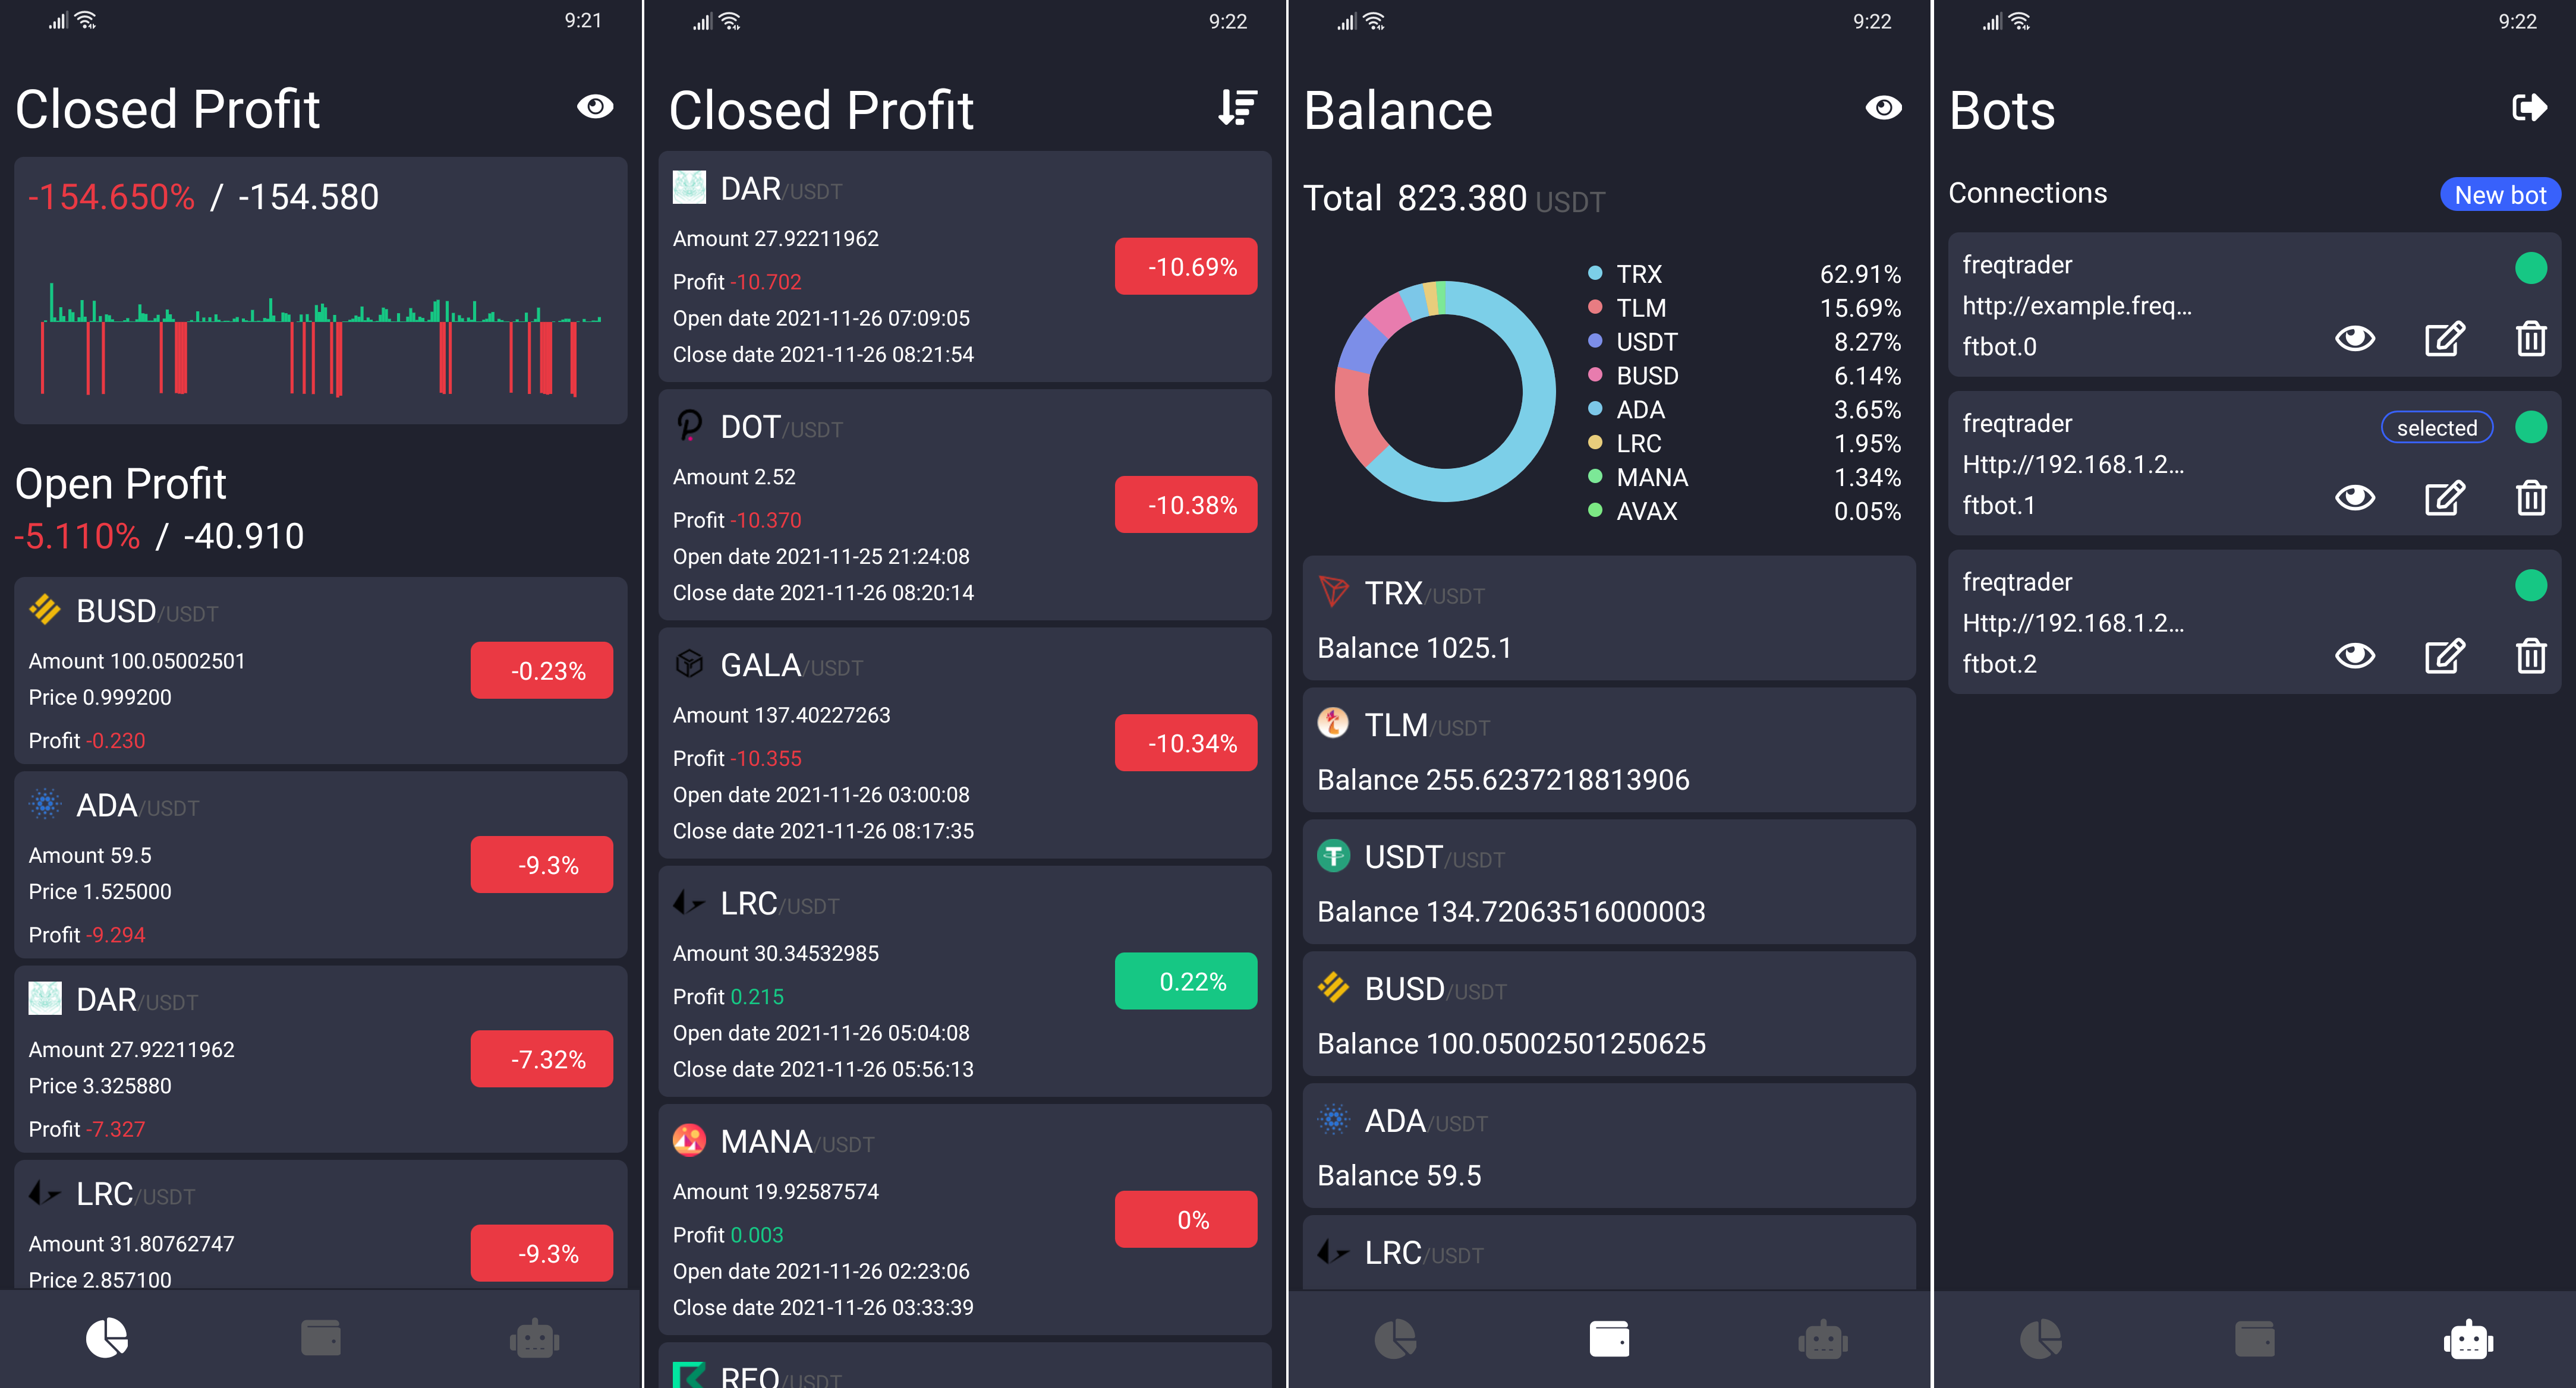 9:21
Closed Profit
-154.650% / -154.580
Open Profit
-5.110% / -40.910
BUSD/USDT
Amount 100.05002501
Price 0.999200
Profit -0.230
-0.23%
ADA/USDT
Amount 59.5
Price 1.525000
Profit -9.294
-9.3%
DAR/USDT
Amount 27.92211962
Price 3.325880
Profit -7.327
-7.32%
LRC/USDT
Amount 31.80762747
Price 2.857100
-9.3%
9:22
Closed Profit
DAR/USDT
Amount 27.92211962
Profit -10.702
Open date 2021-11-26 07:09:05
Close date 2021-11-26 08:21:54
-10.69%
DOT/USDT
Amount 2.52
Profit -10.370
Open date 2021-11-25 21:24:08
Close date 2021-11-26 08:20:14
-10.38%
GALA/USDT
Amount 137.40227263
Profit -10.355
Open date 2021-11-26 03:00:08
Close date 2021-11-26 08:17:35
-10.34%
LRC/USDT
Amount 30.34532985
Profit 0.215
Open date 2021-11-26 05:04:08
Close date 2021-11-26 05:56:13
0.22%
MANA/USDT
Amount 19.92587574
Profit 0.003
Open date 2021-11-26 02:23:06
Close date 2021-11-26 03:33:39
0%
/USDT
9:22
Balance
Total 823.380 USDT
TRX 62.91%
TLM 15.69%
USDT 8.27%
BUSD 6.14%
ADA 3.65%
LRC 1.95%
MANA 1.34%
AVAX 0.05%
TRX/USDT
Balance 1025.1
TLM/USDT
Balance 255.6237218813906
USDT/USDT
Balance 134.72063516000003
BUSD/USDT
Balance 100.05002501250625
ADA/USDT
Balance 59.5
LRC/USDT
9:22
Bots
Connections
New bot
freqtrader
http://example.freq...
ftbot.0
freqtrader
selected
Http://192.168.1.2...
ftbot.1
freqtrader
Http://192.168.1.2...
ftbot.2